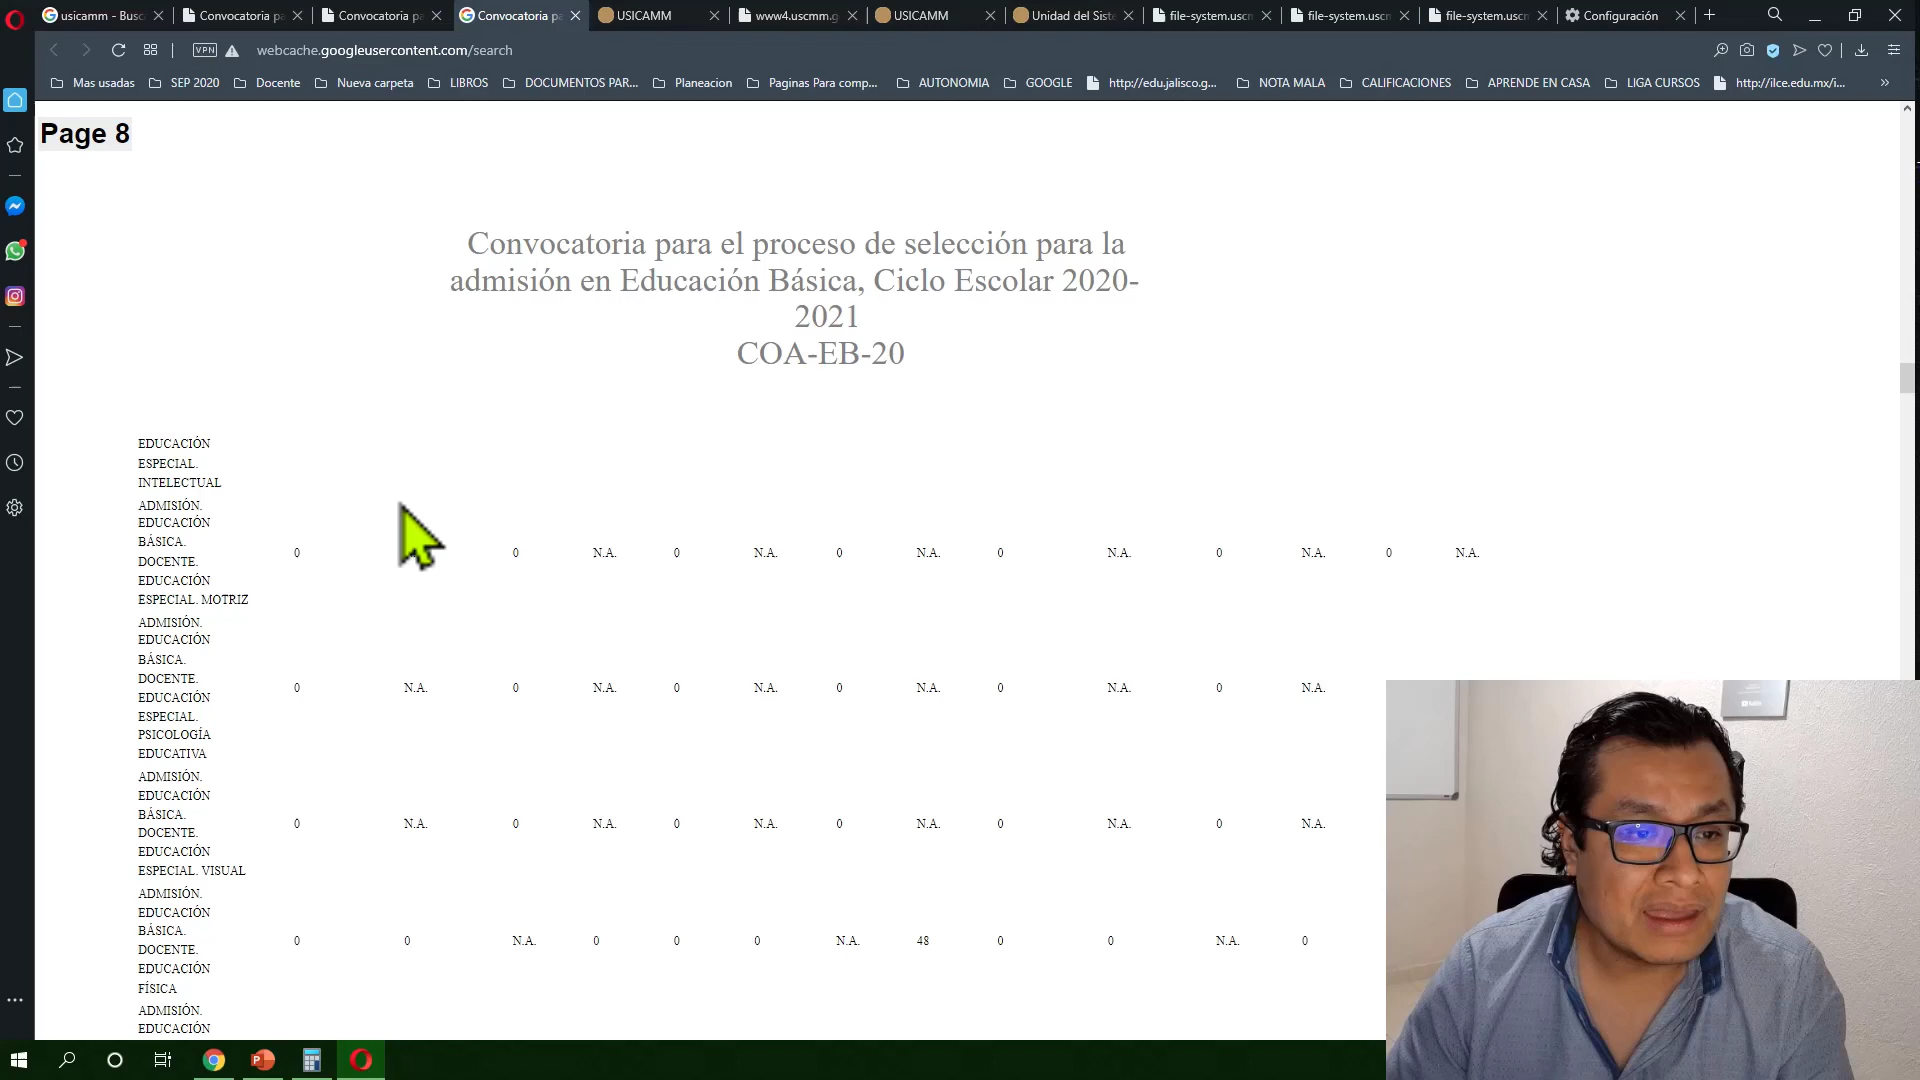 usicamm - Busc
Convocatoria pa
Convocatoria pa
Convocatoria pa
USICAMM
www4.uscmm.g
USICAMM
Unidad del Siste
file-system.uscm
file-system.uscm
file-system.uscm
Configuración
VPN
webcache.googleusercontent.com/search
Mas usadas
SEP 2020
Docente
Nueva carpeta
LIBROS
DOCUMENTOS PAR...
Planeacion
Paginas Para comp...
AUTONOMIA
GOOGLE
http://edu.jalisco.g...
NOTA MALA
CALIFICACIONES
APRENDE EN CASA
LIGA CURSOS
http://ilce.edu.mx/i...
Page 8
Convocatoria para el proceso de selección para la
admisión en Educación Básica, Ciclo Escolar 2020-
2021
COA-EB-20
EDUCACIÓN
ESPECIAL.
INTELECTUAL
ADMISIÓN.
EDUCACIÓN
BÁSICA.
DOCENTE.
EDUCACIÓN
ESPECIAL. MOTRIZ
0 0 N.A. 0 N.A. 0 N.A. 0 N.A. 0 N.A. 0 N.A.
ADMISIÓN.
EDUCACIÓN
BÁSICA.
DOCENTE.
EDUCACIÓN
ESPECIAL.
PSICOLOGÍA
EDUCATIVA
0 N.A. 0 N.A. 0 N.A. 0 N.A. 0 N.A. 0 N.A.
ADMISIÓN.
EDUCACIÓN
BÁSICA.
DOCENTE.
EDUCACIÓN
ESPECIAL. VISUAL
0 N.A. 0 N.A. 0 N.A. 0 N.A. 0 N.A. 0 N.A.
ADMISIÓN.
EDUCACIÓN
BÁSICA.
DOCENTE.
EDUCACIÓN
FÍSICA
0 0 N.A. 0 0 0 N.A. 48 0 0 N.A. 0
ADMISIÓN.
EDUCACIÓN